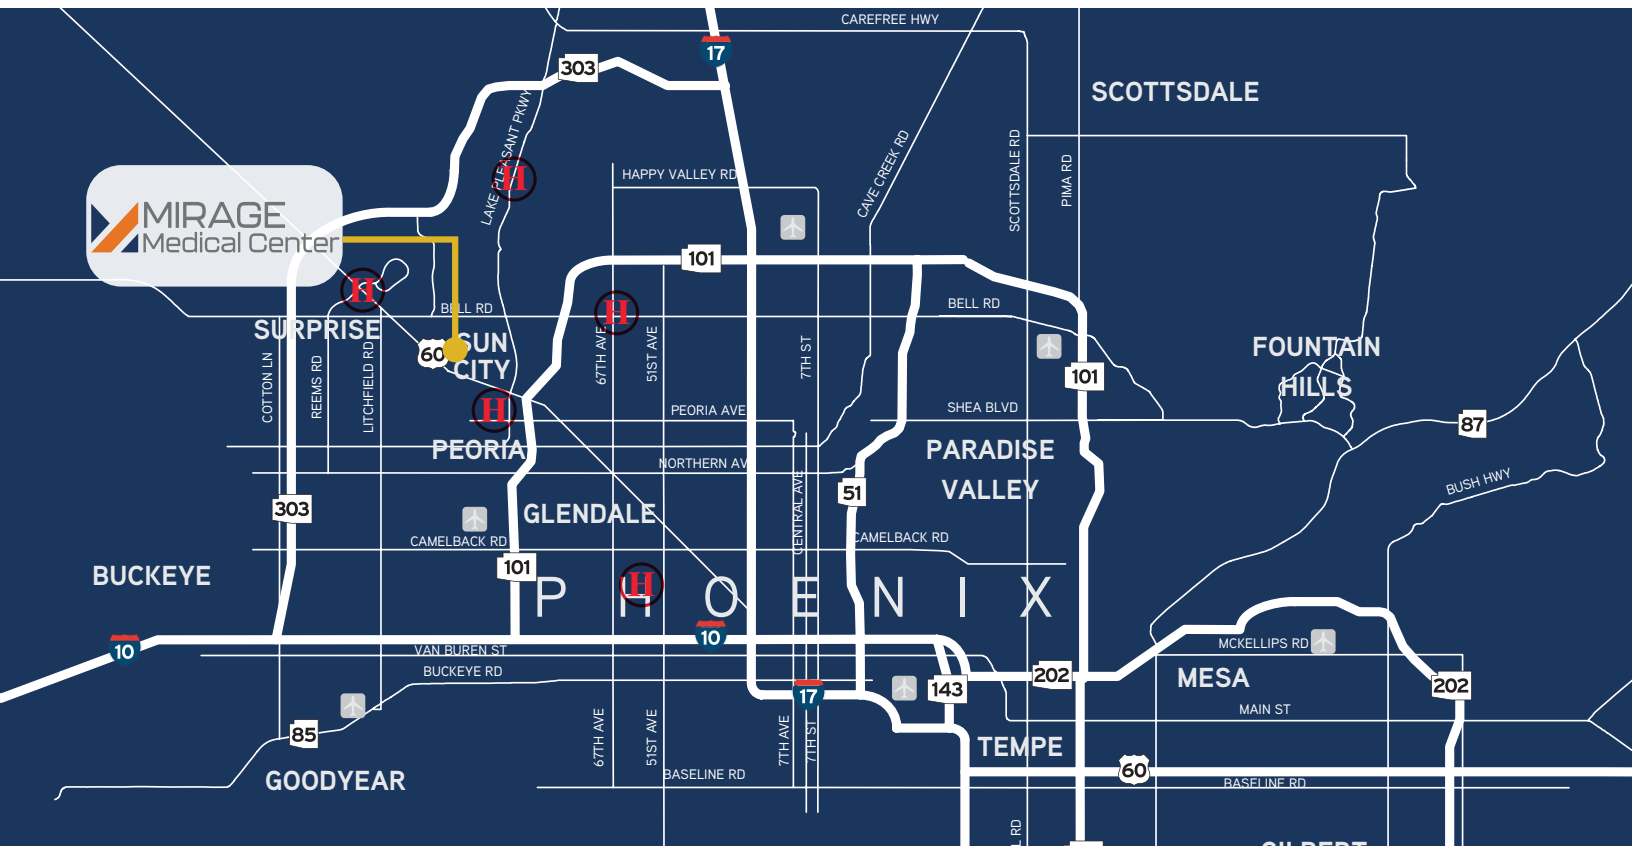 CAREFREE HWY
17
303
SCOTTSDALE
LAKE PLEASANT PKWY
H
HAPPY VALLEY RD
CAVE CREEK RD
SCOTTSDALE RD
PIMA RD
MIRAGE
Medical Center
101
H
BELL RD
H
BELL RD
SURPRISE
SUN
CITY
60
COTTON LN
REEMS RD
LITCHFIELD RD
67TH AVE
51ST AVE
7TH ST
101
FOUNTAIN
HILLS
H
PEORIA AVE
SHEA BLVD
87
PEORIA
PARADISE
VALLEY
NORTHERN AV
303
51
CENTRAL AVE
BUSH HWY
GLENDALE
CAMELBACK RD
CAMELBACK RD
101
BUCKEYE
H
PHOENIX
10
10
VAN BUREN ST
BUCKEYE RD
MCKELLIPS RD
202
MESA
202
143
17
85
67TH AVE
51ST AVE
7TH AVE
7TH ST
MAIN ST
TEMPE
GOODYEAR
BASELINE RD
60
BASELINE RD
L RD
GILBERT